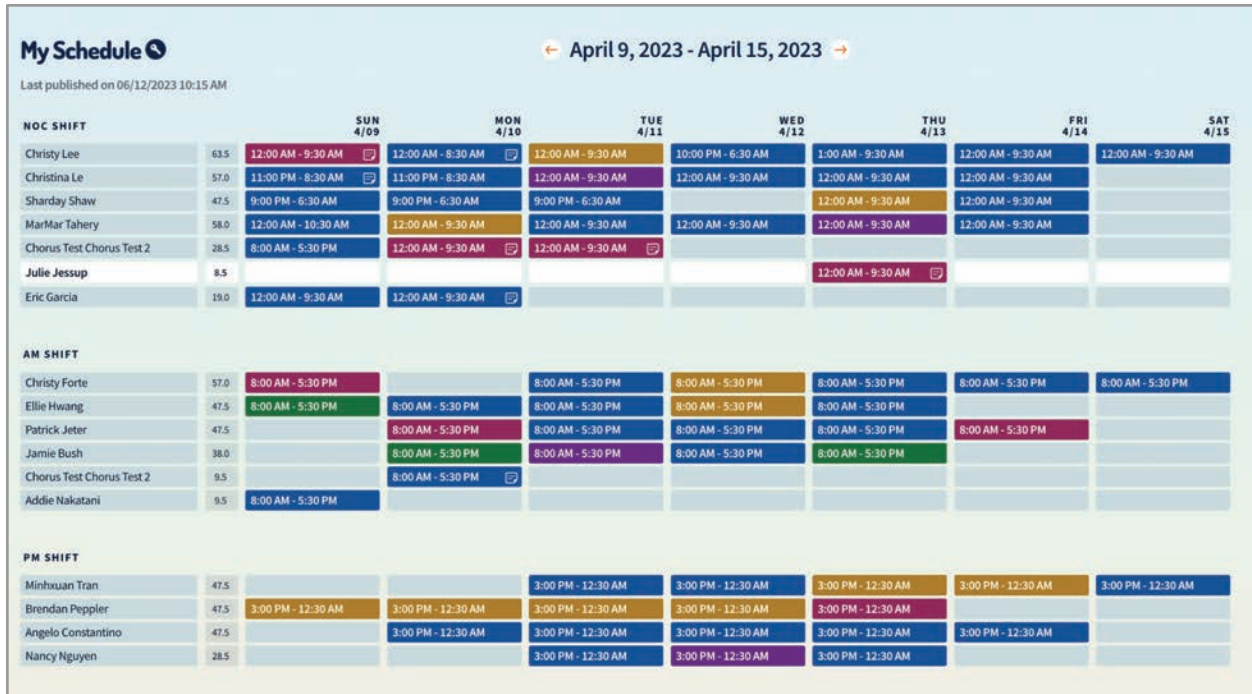 My Schedule
← April 9, 2023 - April 15, 2023 →
Last published on 06/12/2023 10:15 AM
NOC SHIFT SUN 4/09 MON 4/10 TUE 4/11 WED 4/12 THU 4/13 FRI 4/14 SAT 4/15
Christy Lee 63.5 12:00 AM - 9:30 AM 12:00 AM - 8:30 AM 12:00 AM - 9:30 AM 10:00 PM - 6:30 AM 1:00 AM - 9:30 AM 12:00 AM - 9:30 AM 12:00 AM - 9:30 AM
Christina Le 57.0 11:00 PM - 8:30 AM 11:00 PM - 8:30 AM 12:00 AM - 9:30 AM 12:00 AM - 9:30 AM 12:00 AM - 9:30 AM 12:00 AM - 9:30 AM
Sharday Shaw 47.5 9:00 PM - 6:30 AM 9:00 PM - 6:30 AM 9:00 PM - 6:30 AM 12:00 AM - 9:30 AM 12:00 AM - 9:30 AM
MarMar Tahery 58.0 12:00 AM - 10:30 AM 12:00 AM - 9:30 AM 12:00 AM - 9:30 AM 12:00 AM - 9:30 AM 12:00 AM - 9:30 AM 12:00 AM - 9:30 AM
Chorus Test Chorus Test 2 28.5 8:00 AM - 5:30 PM 12:00 AM - 9:30 AM 12:00 AM - 9:30 AM
Julie Jessup 8.5 12:00 AM - 9:30 AM
Eric Garcia 19.0 12:00 AM - 9:30 AM 12:00 AM - 9:30 AM
AM SHIFT
Christy Forte 57.0 8:00 AM - 5:30 PM 8:00 AM - 5:30 PM 8:00 AM - 5:30 PM 8:00 AM - 5:30 PM 8:00 AM - 5:30 PM 8:00 AM - 5:30 PM
Ellie Hwang 47.5 8:00 AM - 5:30 PM 8:00 AM - 5:30 PM 8:00 AM - 5:30 PM 8:00 AM - 5:30 PM 8:00 AM - 5:30 PM
Patrick Jeter 47.5 8:00 AM - 5:30 PM 8:00 AM - 5:30 PM 8:00 AM - 5:30 PM 8:00 AM - 5:30 PM 8:00 AM - 5:30 PM
Jamie Bush 38.0 8:00 AM - 5:30 PM 8:00 AM - 5:30 PM 8:00 AM - 5:30 PM 8:00 AM - 5:30 PM
Chorus Test Chorus Test 2 9.5 8:00 AM - 5:30 PM
Addie Nakatani 9.5 8:00 AM - 5:30 PM
PM SHIFT
Minhxuan Tran 47.5 3:00 PM - 12:30 AM 3:00 PM - 12:30 AM 3:00 PM - 12:30 AM 3:00 PM - 12:30 AM 3:00 PM - 12:30 AM
Brendan Peppler 47.5 3:00 PM - 12:30 AM 3:00 PM - 12:30 AM 3:00 PM - 12:30 AM 3:00 PM - 12:30 AM 3:00 PM - 12:30 AM
Angelo Constantino 47.5 3:00 PM - 12:30 AM 3:00 PM - 12:30 AM 3:00 PM - 12:30 AM 3:00 PM - 12:30 AM 3:00 PM - 12:30 AM
Nancy Nguyen 28.5 3:00 PM - 12:30 AM 3:00 PM - 12:30 AM 3:00 PM - 12:30 AM